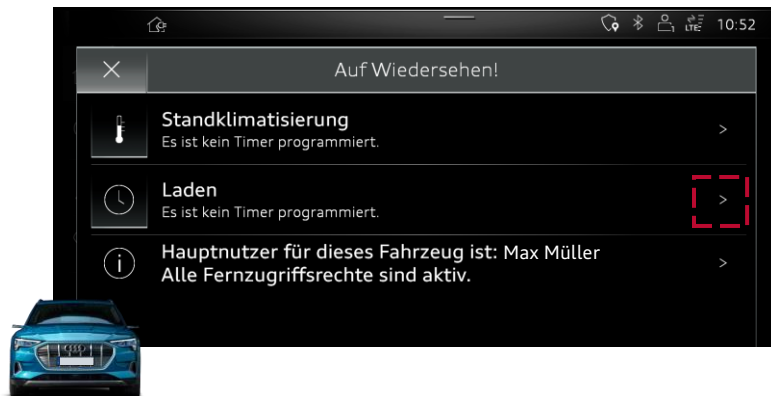 LTE 10:52
Auf Wiedersehen!
Standklimatisierung
Es ist kein Timer programmiert.
Laden
Es ist kein Timer programmiert.
Hauptnutzer für dieses Fahrzeug ist: Max Müller
Alle Fernzugriffsrechte sind aktiv.